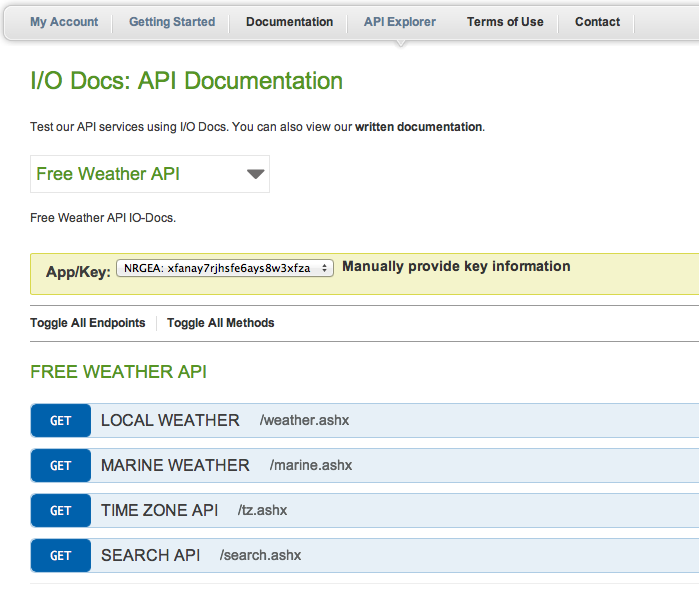 My Account Getting Started Documentation API Explorer Terms of Use Contact
I/O Docs: API Documentation
Test our API services using I/O Docs. You can also view our written documentation.
Free Weather API
Free Weather API IO-Docs.
App/Key: NRGEA: xfanay7rjhsfe6ays8w3xfza Manually provide key information
Toggle All Endpoints Toggle All Methods
FREE WEATHER API
GET LOCAL WEATHER /weather.ashx
GET MARINE WEATHER /marine.ashx
GET TIME ZONE API /tz.ashx
GET SEARCH API /search.ashx